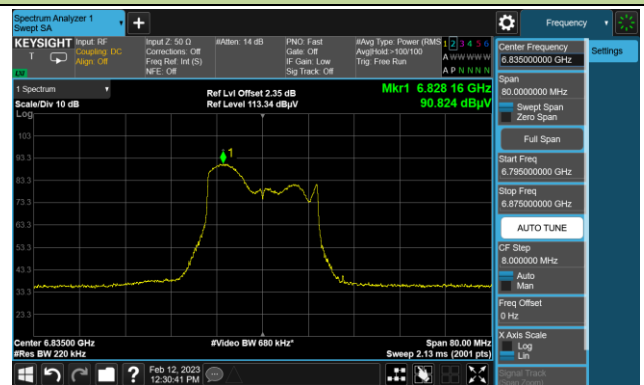 Spectrum Analyzer 1
Swept SA
+
Frequency
KEYSIGHT
T
LW
Input: RF
Coupling: DC
Align: Off
Input Z: 50 Ω
Corrections: Off
Freq Ref: Int (S)
NFE: Off
#Atten: 14 dB
PNO: Fast
Gate: Off
IF Gain: Low
Sig Track: Off
#Avg Type: Power (RMS
Avg|Hold:>100/100
Trig: Free Run
1 2 3 4 5 6
A W W W W W
A P N N N N
1 Spectrum
Scale/Div 10 dB
Log
Ref Lvl Offset 2.35 dB
Ref Level 113.34 dBµV
Mkr1 6.828 16 GHz
90.824 dBµV
103
93.3
83.3
73.3
63.3
53.3
43.3
33.3
23.3
1
Center 6.83500 GHz
#Res BW 220 kHz
#Video BW 680 kHz*
Span 80.00 MHz
Sweep 2.13 ms (2001 pts)
Center Frequency
6.835000000 GHz
Settings
Span
80.0000000 MHz
Swept Span
Zero Span
Full Span
Start Freq
6.795000000 GHz
Stop Freq
6.875000000 GHz
AUTO TUNE
CF Step
8.000000 MHz
Auto
Man
Freq Offset
0 Hz
X Axis Scale
Log
Lin
Signal Track
(Span Zoom)
?
Feb 12, 2023
12:30:41 PM